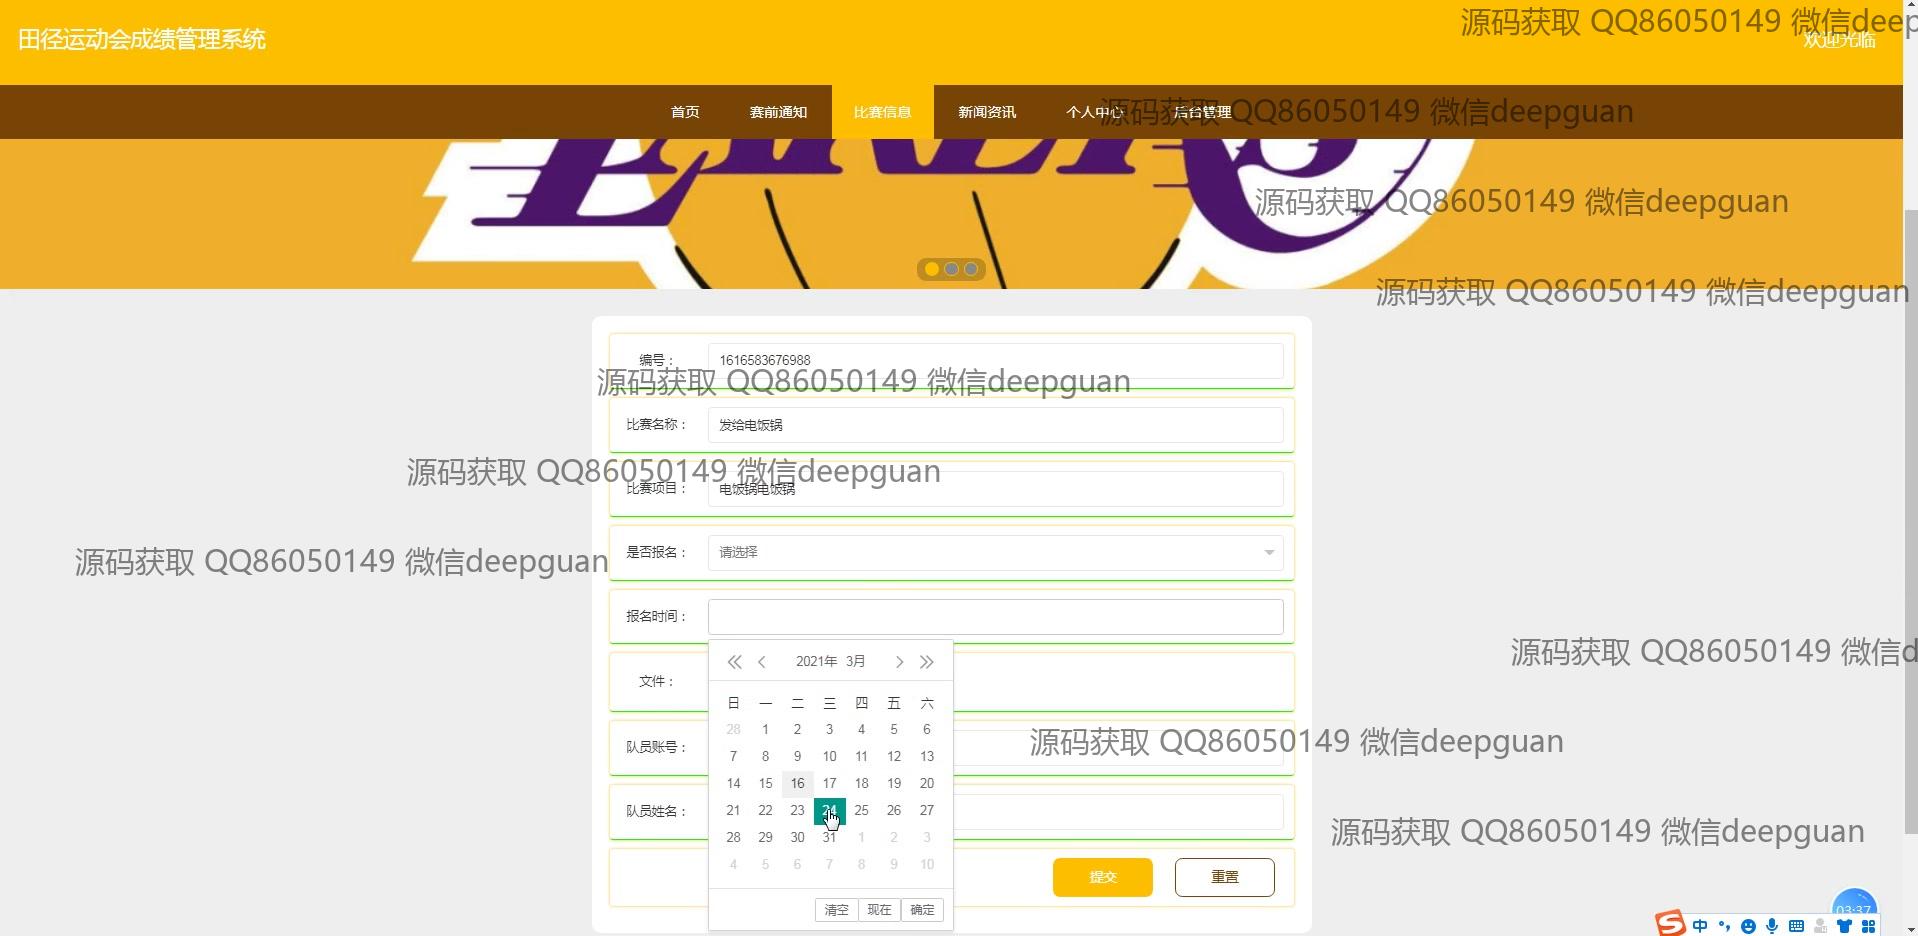 田径运动会成绩管理系统
源码获取 QQ86050149 微信deep
欢迎光临
首页 赛前通知 比赛信息 新闻资讯 个人中心 后台管理
源码获取 QQ86050149 微信deepguan
源码获取 QQ86050149 微信deepguan
源码获取 QQ86050149 微信deepguan
编号： 1616583676988
源码获取 QQ86050149 微信deepguan
比赛名称： 发给电饭锅
源码获取 QQ86050149 微信deepguan
比赛项目： 电饭锅电饭锅
是否报名： 请选择
源码获取 QQ86050149 微信deepguan
报名时间：
源码获取 QQ86050149 微信d
2021年 3月
文件：
日 一 二 三 四 五 六
28 1 2 3 4 5 6
源码获取 QQ86050149 微信deepguan
队员账号：
7 8 9 10 11 12 13
14 15 16 17 18 19 20
队员姓名：
21 22 23 24 25 26 27
源码获取 QQ86050149 微信deepguan
28 29 30 31 1 2 3
4 5 6 7 8 9 10
提交 重置
清空 现在 确定
03:37
中